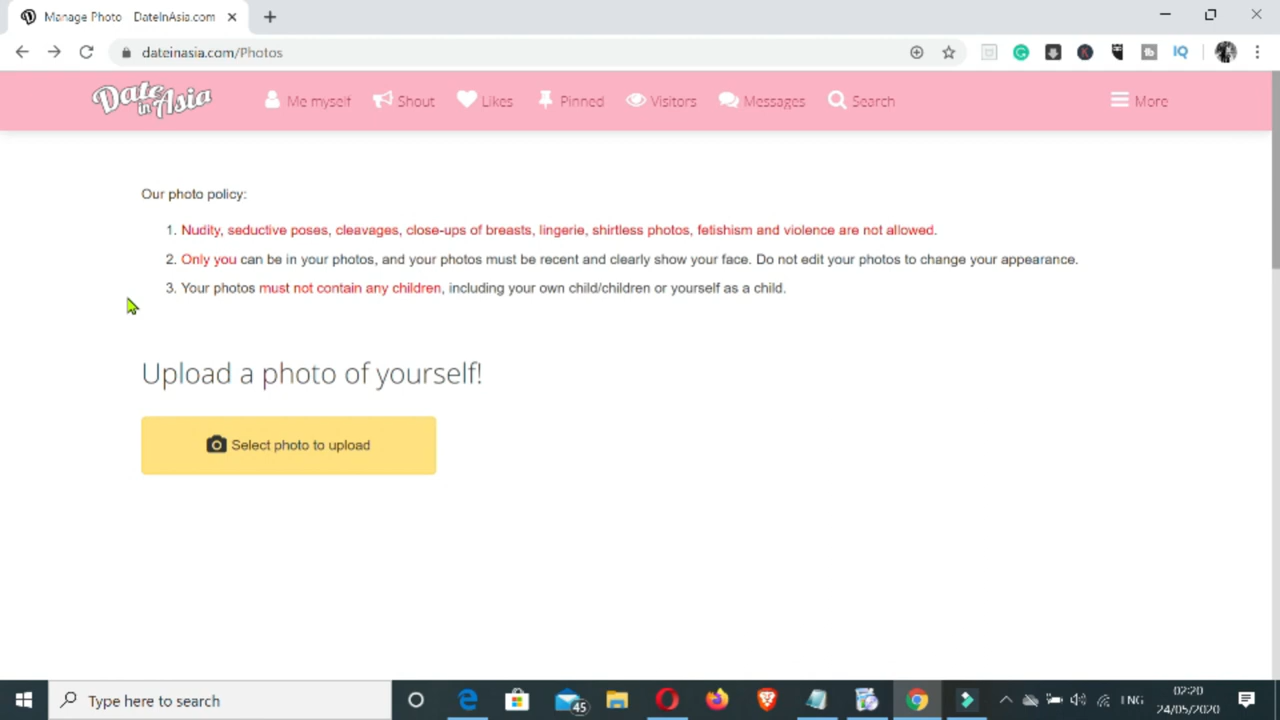 Manage Photo DateInAsia.com
dateinasia.com/Photos
IQ
Date in Asia
Me myself
Shout
Likes
Pinned
Visitors
Messages
Search
More
Our photo policy:
1. Nudity, seductive poses, cleavages, close-ups of breasts, lingerie, shirtless photos, fetishism and violence are not allowed.
2. Only you can be in your photos, and your photos must be recent and clearly show your face. Do not edit your photos to change your appearance.
3. Your photos must not contain any children, including your own child/children or yourself as a child.
Upload a photo of yourself!
Select photo to upload
Type here to search
45
ENG
02:20
24/05/2020